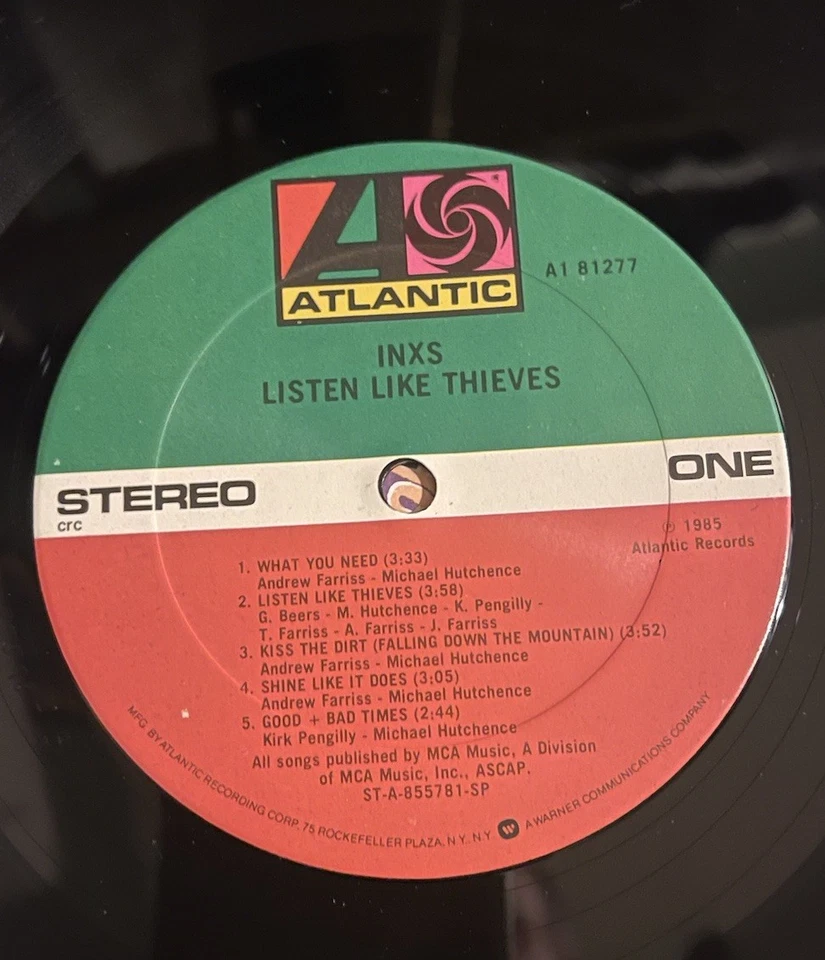 ATLANTIC
A1 81277
INXS
LISTEN LIKE THIEVES
STEREO
ONE
crc
℗ 1985
Atlantic Records
1. WHAT YOU NEED (3:33)
Andrew Farriss - Michael Hutchence
2. LISTEN LIKE THIEVES (3:58)
G. Beers - M. Hutchence - K. Pengilly -
T. Farriss - A. Farriss - J. Farriss
3. KISS THE DIRT (FALLING DOWN THE MOUNTAIN) (3:52)
Andrew Farriss - Michael Hutchence
4. SHINE LIKE IT DOES (3:05)
Andrew Farriss - Michael Hutchence
5. GOOD + BAD TIMES (2:44)
Kirk Pengilly - Michael Hutchence
All songs published by MCA Music, A Division
of MCA Music, Inc., ASCAP.
ST-A-855781-SP
MFG. BY ATLANTIC RECORDING CORP. 75 ROCKEFELLER PLAZA, N.Y., N.Y. A WARNER COMMUNICATIONS COMPANY